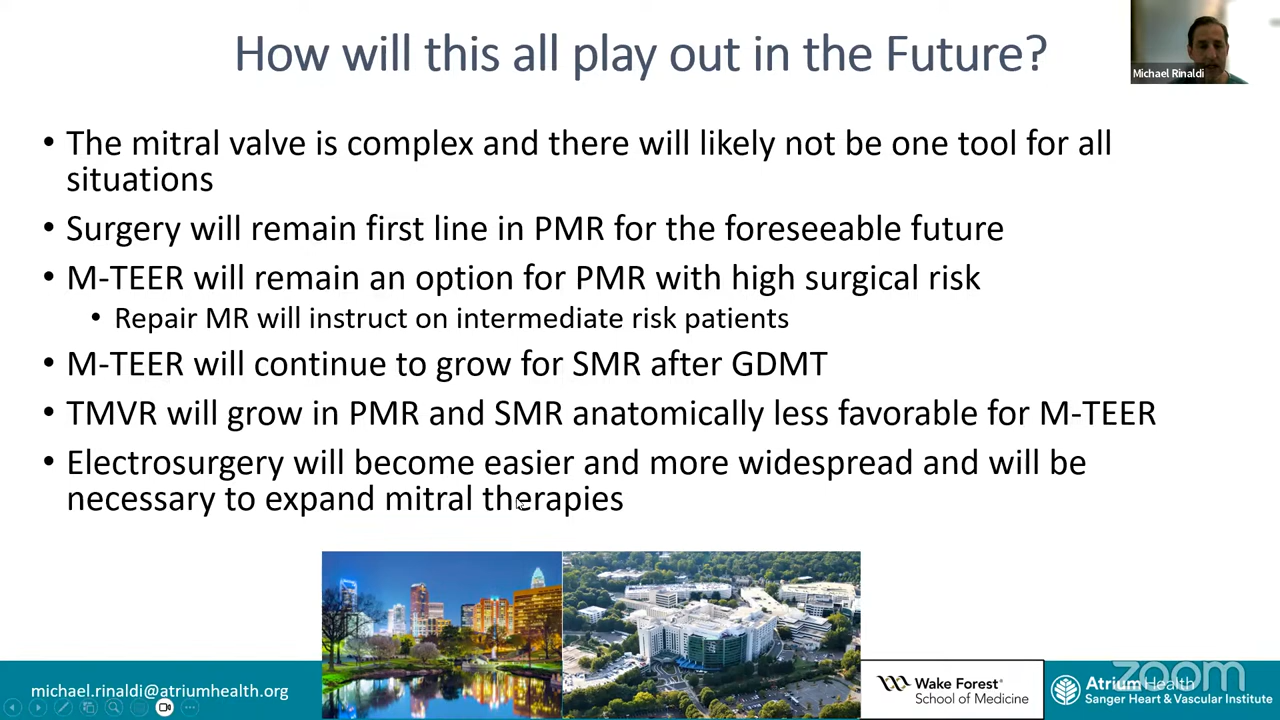 How will this all play out in the Future?
Michael Rinaldi
• The mitral valve is complex and there will likely not be one tool for all
situations
• Surgery will remain first line in PMR for the foreseeable future
• M-TEER will remain an option for PMR with high surgical risk
• Repair MR will instruct on intermediate risk patients
• M-TEER will continue to grow for SMR after GDMT
• TMVR will grow in PMR and SMR anatomically less favorable for M-TEER
• Electrosurgery will become easier and more widespread and will be
necessary to expand mitral therapies
michael.rinaldi@atriumhealth.org
Wake Forest®
School of Medicine
zoom
Atrium Health
Sanger Heart & Vascular Institute